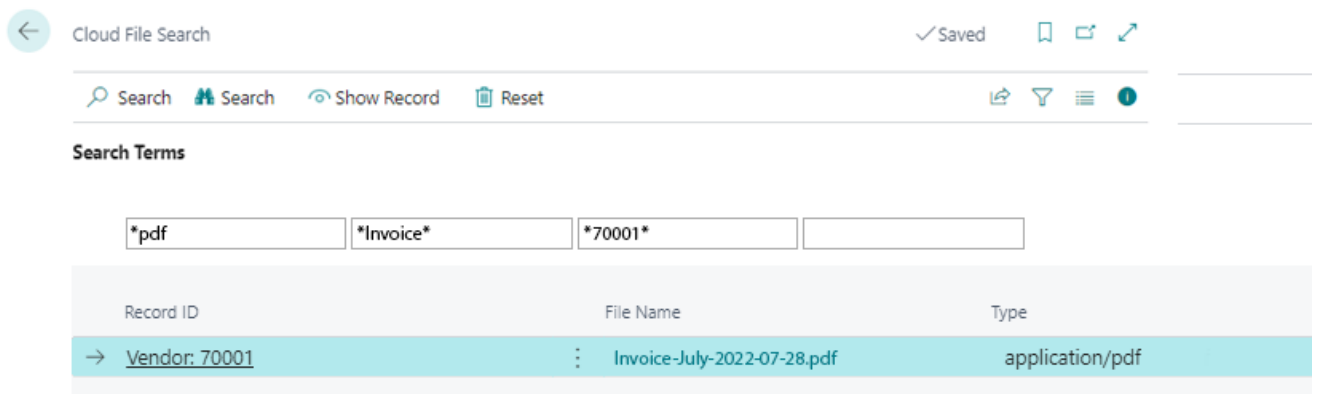 Cloud File Search Saved
Search Search Show Record Reset
Search Terms
*pdf *Invoice* *70001*
Record ID File Name Type
Vendor: 70001 Invoice-July-2022-07-28.pdf application/pdf